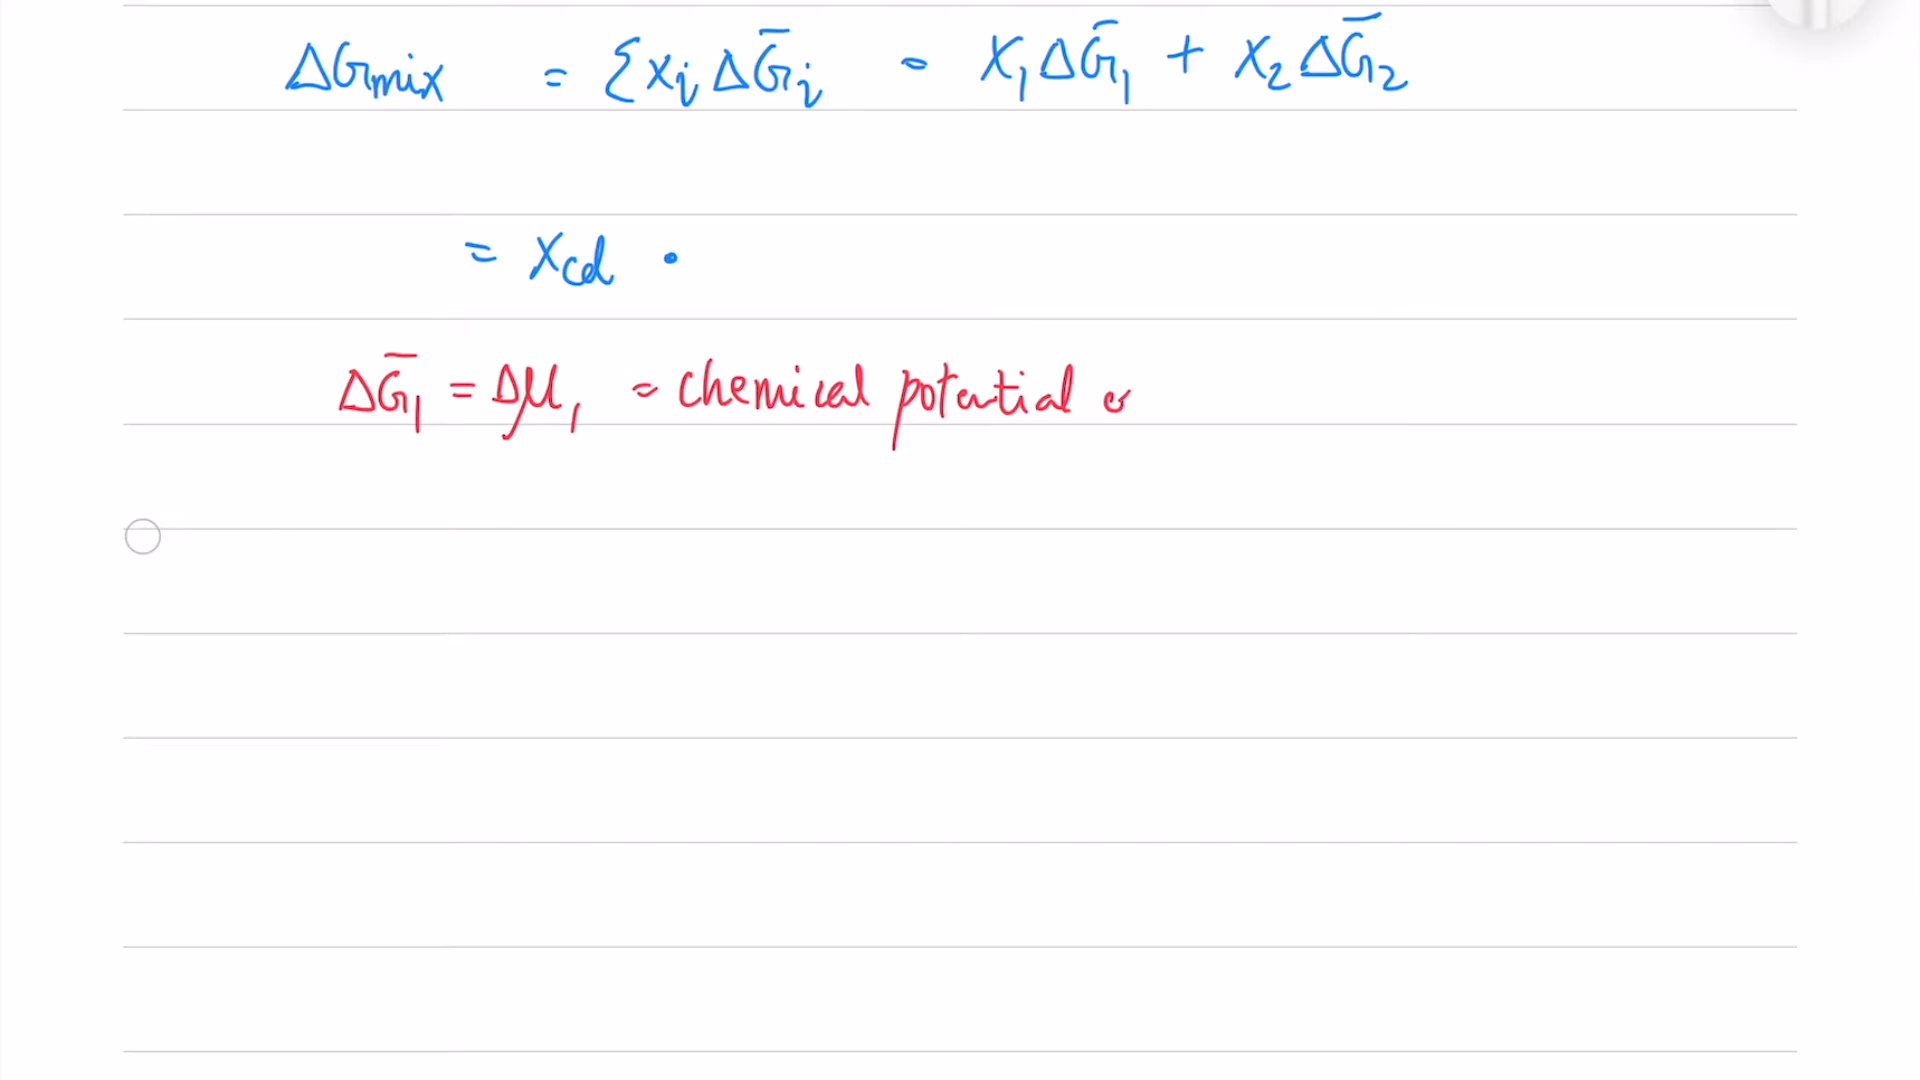 ΔGmix = Σxi ΔḠi = X1 ΔḠ1 + X2 ΔḠ2
= Xcd ·
ΔḠ1 = Δμ1 = chemical potential o